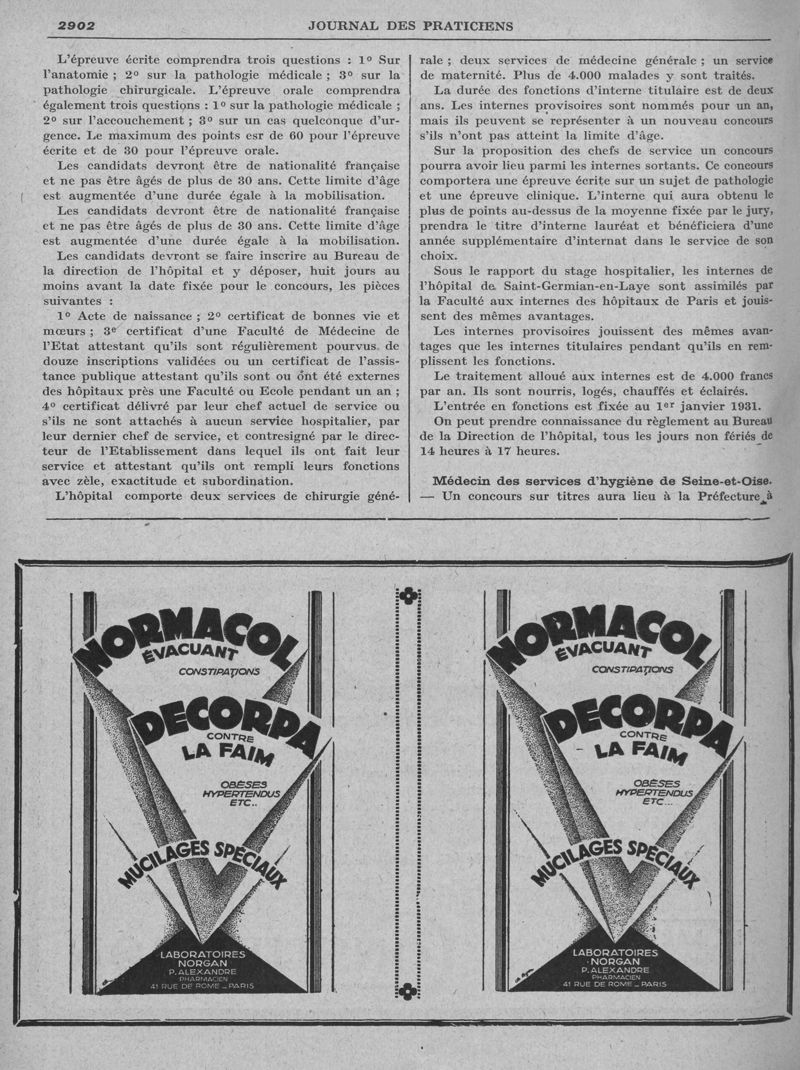 2902
JOURNAL DES PRATICIENS
L'épreuve écrite comprendra trois questions : 1º Sur
l'anatomie ; 2º sur la pathologie médicale ; 3º sur la
pathologie chirurgicale. L'épreuve orale comprendra
également trois questions : 1º sur la pathologie médicale ;
2º sur l'accouchement ; 3º sur un cas quelconque d'ur-
gence. Le maximum des points esr de 60 pour l'épreuve
écrite et de 30 pour l'épreuve orale.
Les candidats devront être de nationalité française
et ne pas être âgés de plus de 30 ans. Cette limite d'âge
est augmentée d'une durée égale à la mobilisation.
Les candidats devront être de nationalité française
et ne pas être âgés de plus de 30 ans. Cette limite d'âge
est augmentée d'une durée égale à la mobilisation.
Les candidats devront se faire inscrire au Bureau de
la direction de l'hôpital et y déposer, huit jours au
moins avant la date fixée pour le concours, les pièces
suivantes :
1º Acte de naissance ; 2º certificat de bonnes vie et
mœurs ; 3e certificat d'une Faculté de Médecine de
l'Etat attestant qu'ils sont régulièrement pourvus de
douze inscriptions validées ou un certificat de l'assis-
tance publique attestant qu'ils sont ou ont été externes
des hôpitaux près une Faculté ou Ecole pendant un an ;
4º certificat délivré par leur chef actuel de service ou
s'ils ne sont attachés à aucun service hospitalier, par
leur dernier chef de service, et contresigné par le direc-
teur de l'Etablissement dans lequel ils ont fait leur
service et attestant qu'ils ont rempli leurs fonctions
avec zèle, exactitude et subordination.
L'hôpital comporte deux services de chirurgie géné-
rale ; deux services de médecine générale ; un service
de maternité. Plus de 4.000 malades y sont traités.
La durée des fonctions d'interne titulaire est de deux
ans. Les internes provisoires sont nommés pour un an,
mais ils peuvent se représenter à un nouveau concours
s'ils n'ont pas atteint la limite d'âge.
Sur la proposition des chefs de service un concours
pourra avoir lieu parmi les internes sortants. Ce concours
comportera une épreuve écrite sur un sujet de pathologie
et une épreuve clinique. L'interne qui aura obtenu le
plus de points au-dessus de la moyenne fixée par le jury,
prendra le titre d'interne lauréat et bénéficiera d'une
année supplémentaire d'internat dans le service de son
choix.
Sous le rapport du stage hospitalier, les internes de
l'hôpital de Saint-Germian-en-Laye sont assimilés par
la Faculté aux internes des hôpitaux de Paris et jouis-
sent des mêmes avantages.
Les internes provisoires jouissent des mêmes avan-
tages que les internes titulaires pendant qu'ils en rem-
plissent les fonctions.
Le traitement alloué aux internes est de 4.000 francs
par an. Ils sont nourris, logés, chauffés et éclairés.
L'entrée en fonctions est fixée au 1er janvier 1931.
On peut prendre connaissance du règlement au Bureau
de la Direction de l'hôpital, tous les jours non fériés de
14 heures à 17 heures.
Médecin des services d'hygiène de Seine-et-Oise.
— Un concours sur titres aura lieu à la Préfecture à
NORMACOL
ÉVACUANT
CONSTIPATIONS
DECORPA
CONTRE
LA FAIM
OBÈSES
HYPERTENDUS
ETC..
MUCILAGES SPÉCIAUX
LABORATOIRES
NORGAN
P. ALEXANDRE
PHARMACIEN
41 RUE DE ROME _ PARIS
NORMACOL
ÉVACUANT
CONSTIPATIONS
DECORPA
CONTRE
LA FAIM
OBÈSES
HYPERTENDUS
ETC...
MUCILAGES SPÉCIAUX
LABORATOIRES
NORGAN
P. ALEXANDRE
PHARMACIEN
41 RUE DE ROME _ PARIS